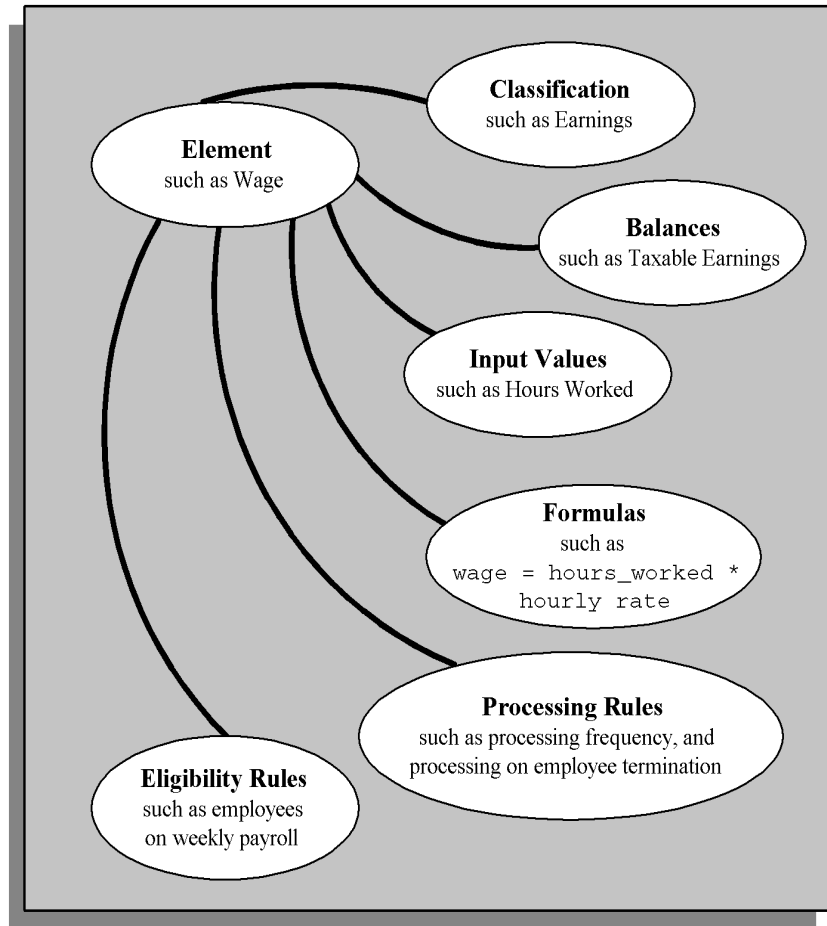 Classification
such as Earnings
Element
such as Wage
Balances
such as Taxable Earnings
Input Values
such as Hours Worked
Formulas
such as
wage = hours_worked *
hourly rate
Processing Rules
such as processing frequency, and
processing on employee termination
Eligibility Rules
such as employees
on weekly payroll